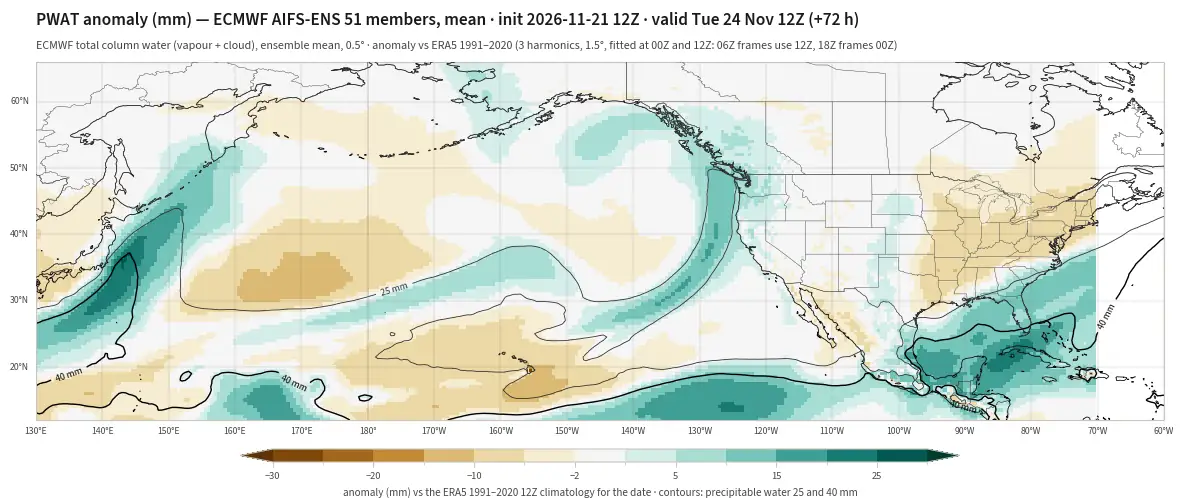 PWAT anomaly (mm) — ECMWF AIFS-ENS 51 members, mean · init 2026-11-21 12Z · valid Tue 24 Nov 12Z (+72 h)
ECMWF total column water (vapour + cloud), ensemble mean, 0.5° · anomaly vs ERA5 1991–2020 (3 harmonics, 1.5°, fitted at 00Z and 12Z: 06Z frames use 12Z, 18Z frames 00Z)
60°N
50°N
40°N
30°N
20°N
25 mm
40 mm
40 mm
40 mm
40 mm
130°E 140°E 150°E 160°E 170°E 180° 170°W 160°W 150°W 140°W 130°W 120°W 110°W 100°W 90°W 80°W 70°W 60°W
−30 −20 −10 −2 5 15 25
anomaly (mm) vs the ERA5 1991–2020 12Z climatology for the date · contours: precipitable water 25 and 40 mm